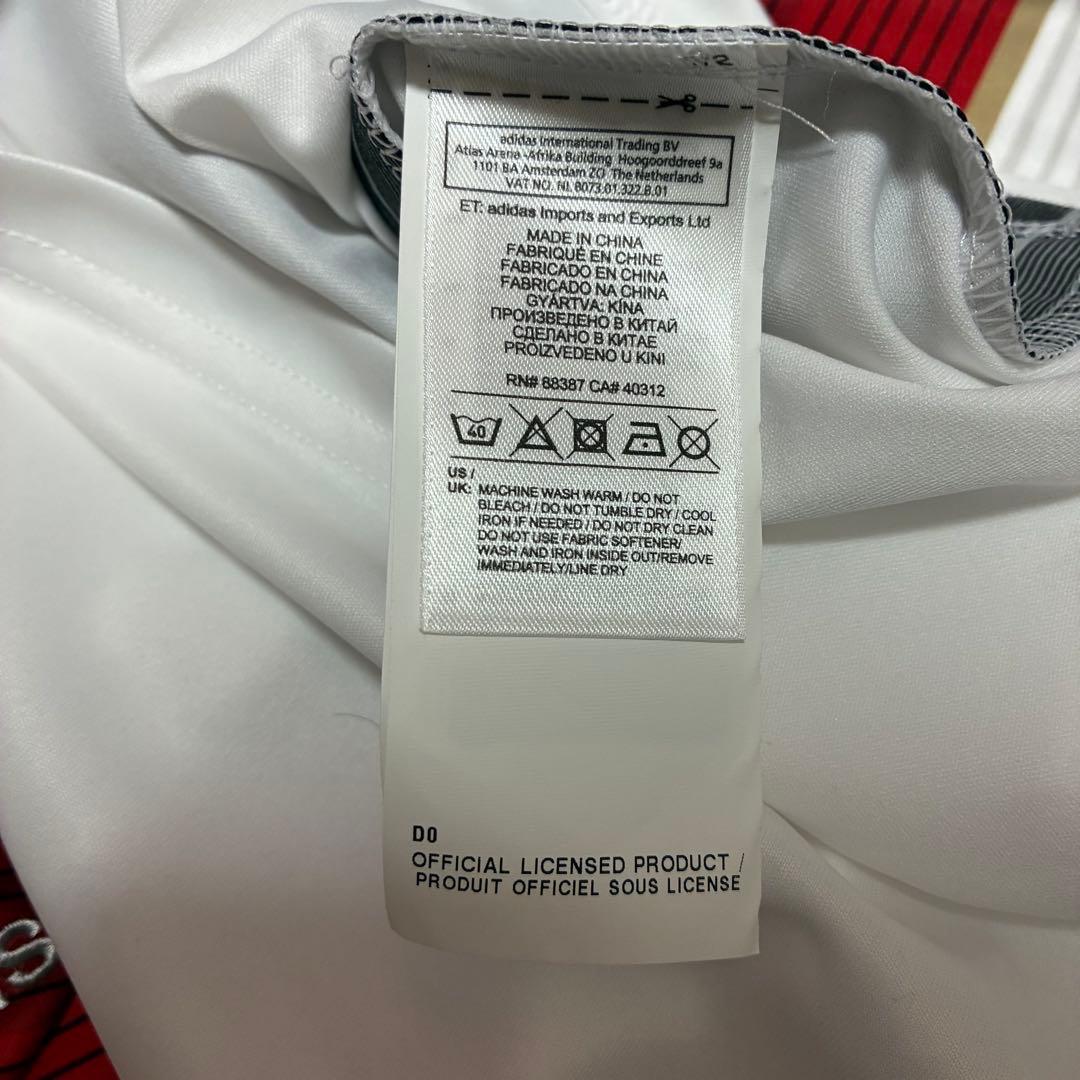 adidas International Trading BV
Atlas Arena -Afrika Building Hoogoorddreef 9a
1101 BA Amsterdam ZO The Netherlands
VAT NO. NL 8073.01.322.B.01
ET: adidas Imports and Exports Ltd
MADE IN CHINA
FABRIQUÉ EN CHINE
FABRICADO EN CHINA
FABRICADO NA CHINA
GYÁRTVA: KÍNA
ПРОИЗВЕДЕНО В КИТАЙ
СДЕЛАНО В КИТАЕ
PROIZVEDENO U KINI
RN# 88387 CA# 40312
40
US /
UK: MACHINE WASH WARM / DO NOT
BLEACH / DO NOT TUMBLE DRY / COOL
IRON IF NEEDED / DO NOT DRY CLEAN
DO NOT USE FABRIC SOFTENER/
WASH AND IRON INSIDE OUT/REMOVE
IMMEDIATELY/LINE DRY
D0
OFFICIAL LICENSED PRODUCT /
PRODUIT OFFICIEL SOUS LICENSE